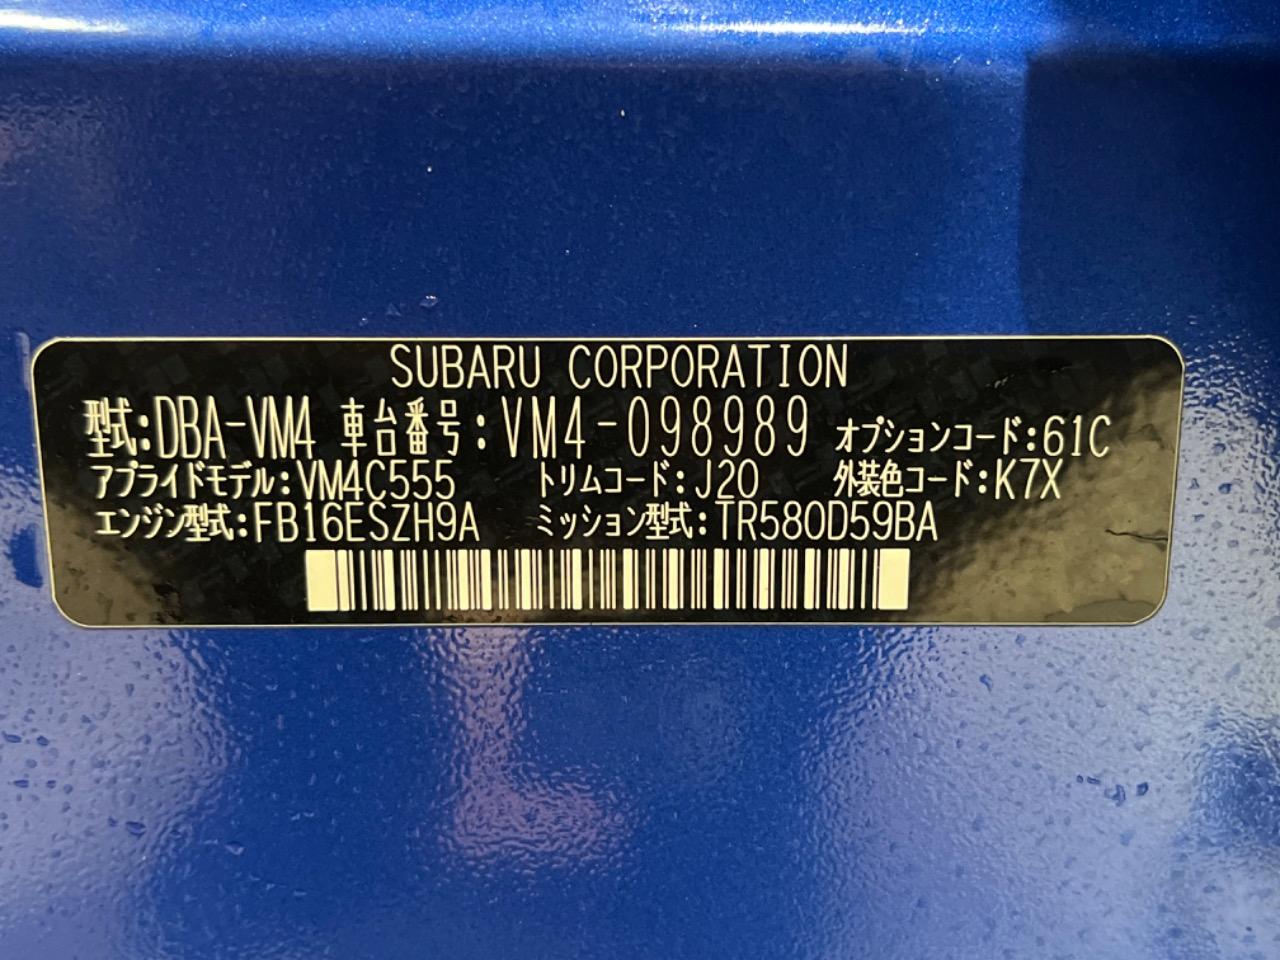 SUBARU CORPORATION
型式:DBA-VM4 車台番号:VM4-098989 オプションコード:61C
アプライドモデル:VM4C555 トリムコード:J20 外装色コード:K7X
エンジン型式:FB16ESZH9A ミッション型式:TR580D59BA